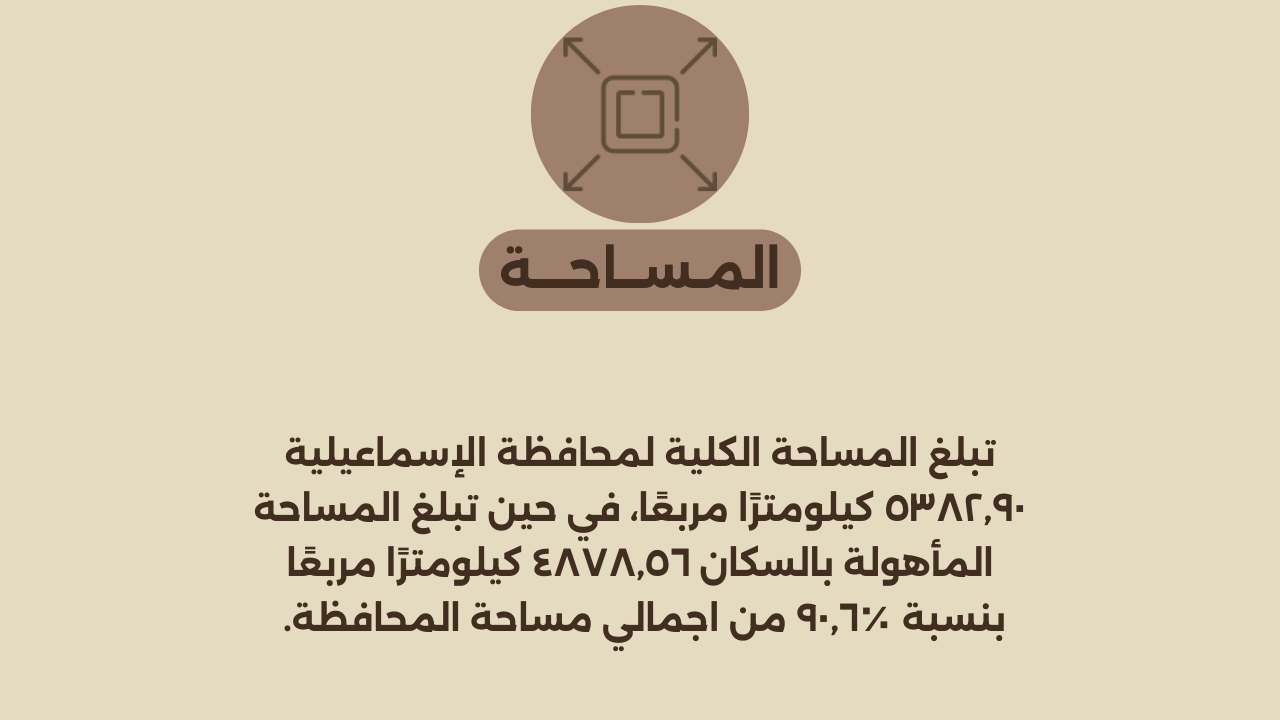 المساحة
تبلغ المساحة الكلية لمحافظة الإسماعيلية
٥٣٨٢,٩٠ كيلومترًا مربعًا، في حين تبلغ المساحة
المأهولة بالسكان ٤٨٧٨,٥٦ كيلومترًا مربعًا
بنسبة ٩٠,٦٪ من اجمالي مساحة المحافظة.